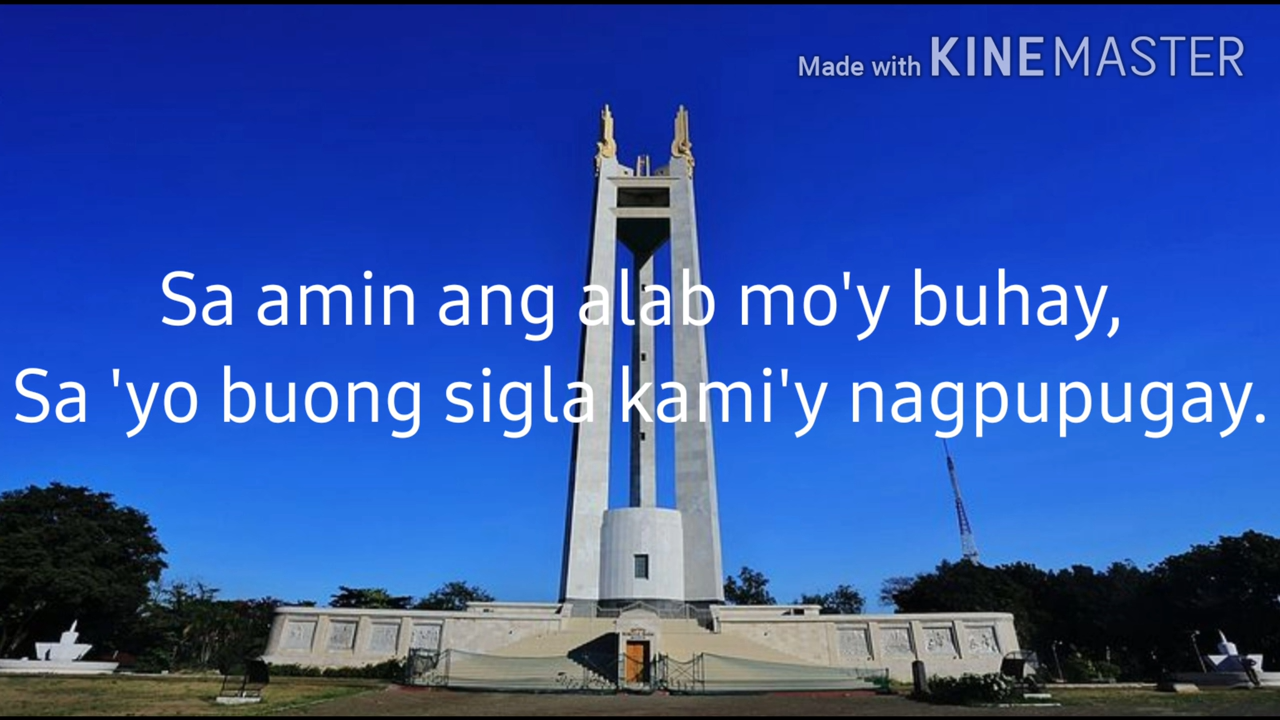 Made with KINEMASTER
Sa amin ang alab mo'y buhay,
Sa 'yo buong sigla kami'y nagpupugay.